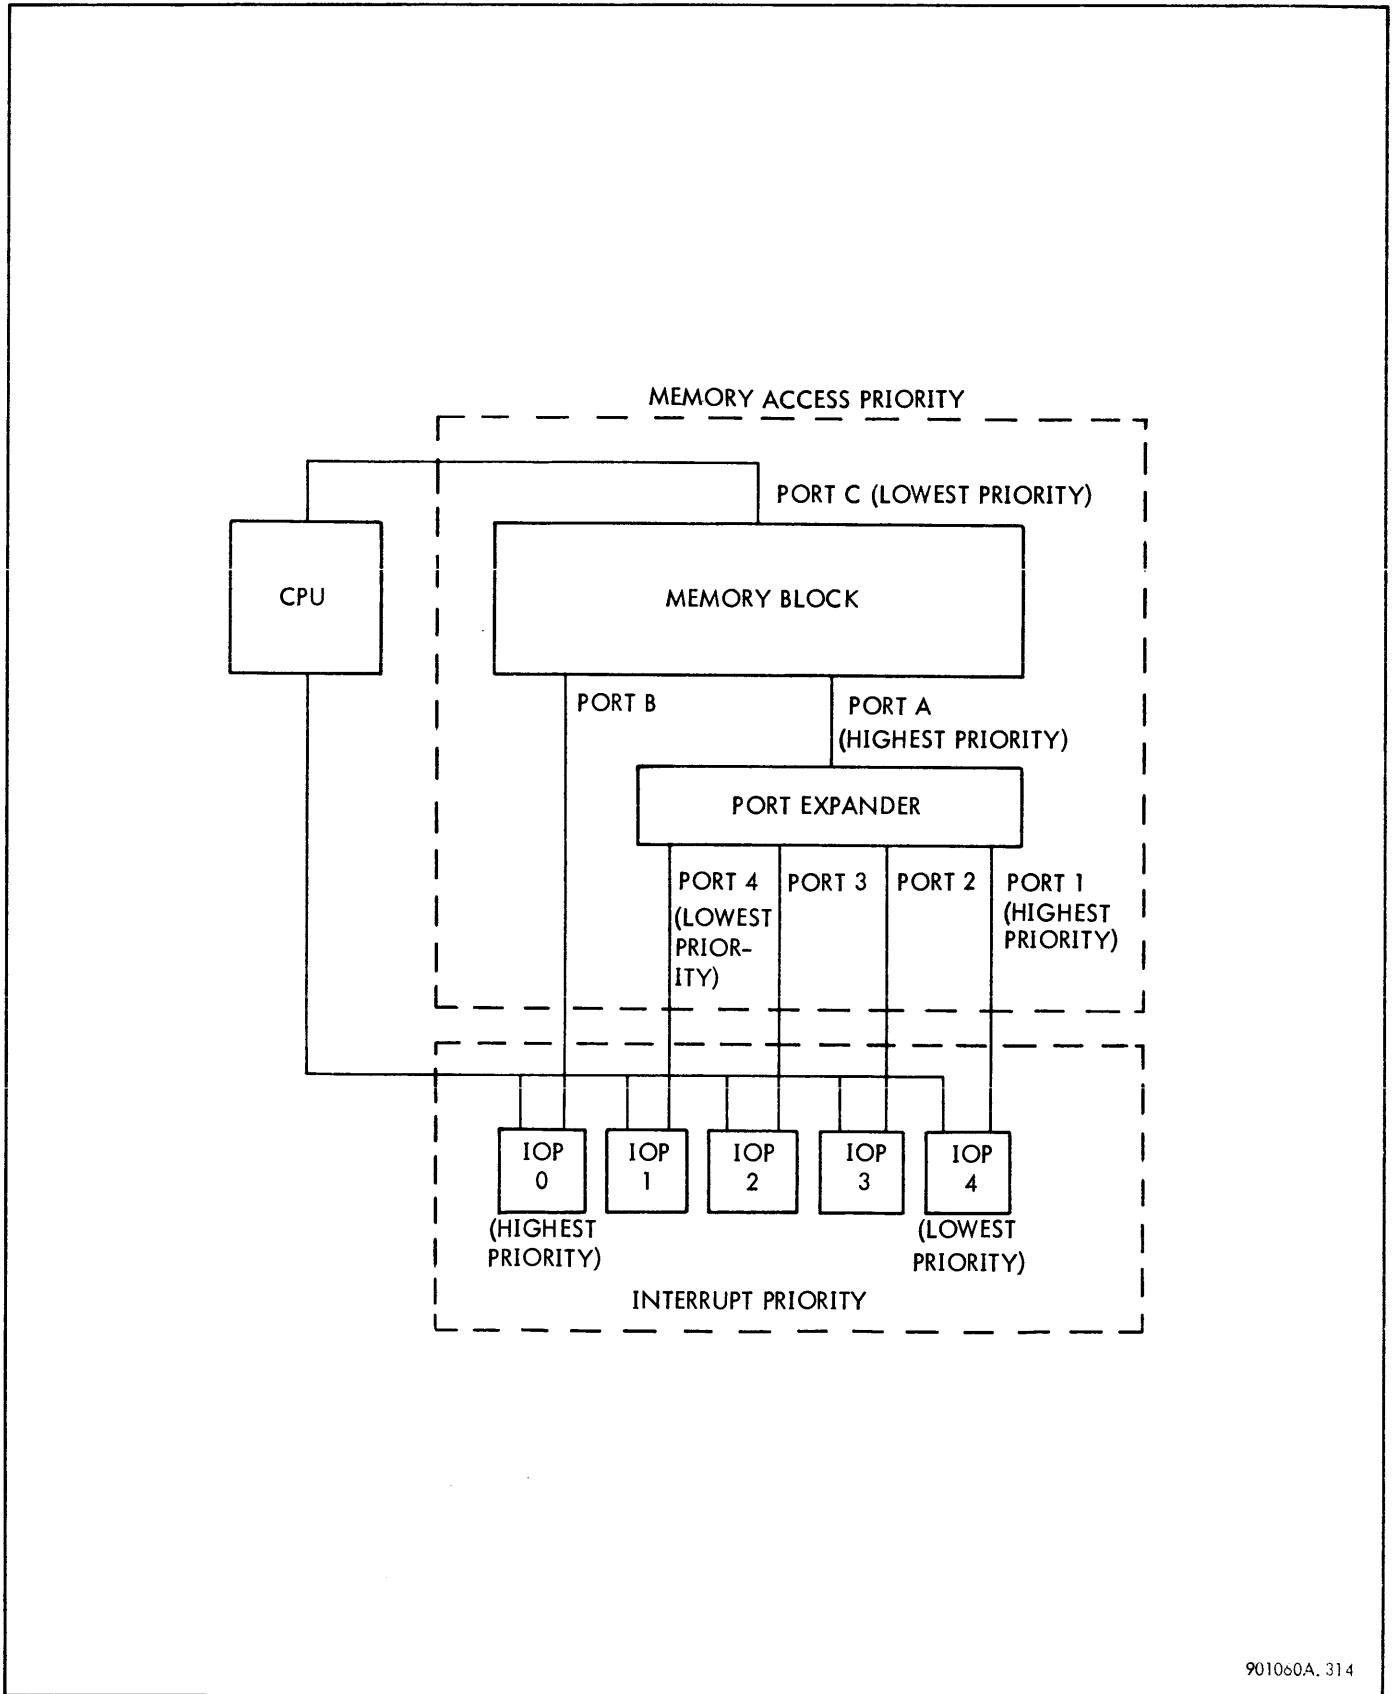 MEMORY ACCESS PRIORITY
PORT C (LOWEST PRIORITY)
CPU
MEMORY BLOCK
PORT B
PORT A
(HIGHEST PRIORITY)
PORT EXPANDER
PORT 4
(LOWEST
PRIOR-
ITY)
PORT 3
PORT 2
PORT 1
(HIGHEST
PRIORITY)
IOP
0
IOP
1
IOP
2
IOP
3
IOP
4
(HIGHEST
PRIORITY)
(LOWEST
PRIORITY)
INTERRUPT PRIORITY
901060A. 314